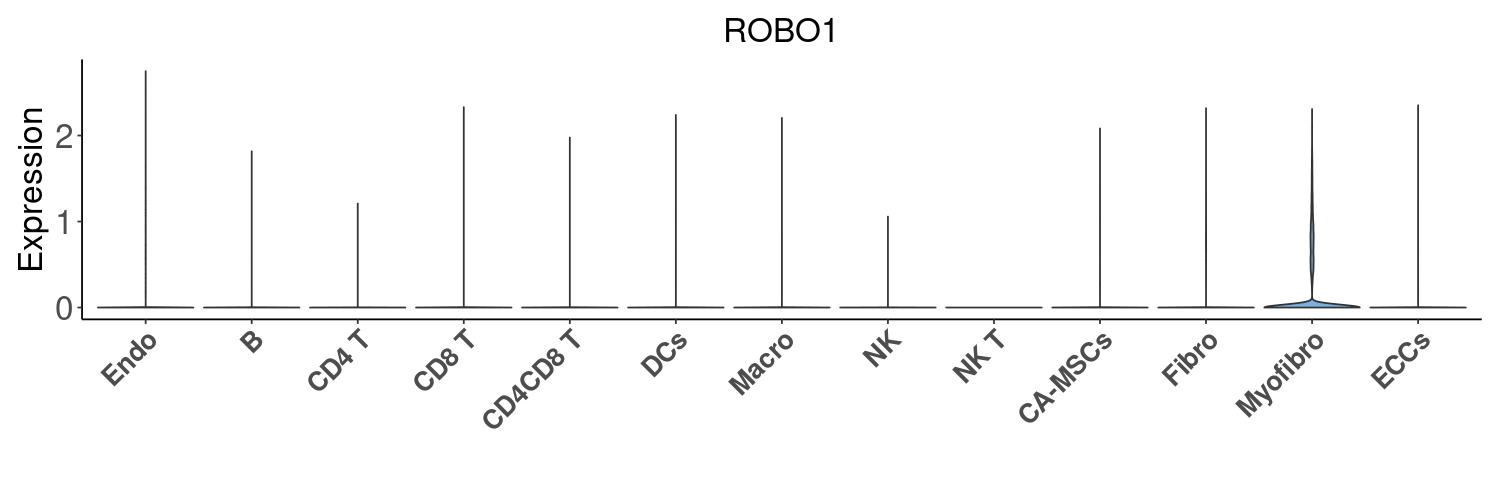 ROBO1
Expression
2
1
0
Endo
B
CD4 T
CD8 T
CD4CD8 T
DCs
Macro
NK
NK T
CA-MSCs
Fibro
Myofibro
ECCs